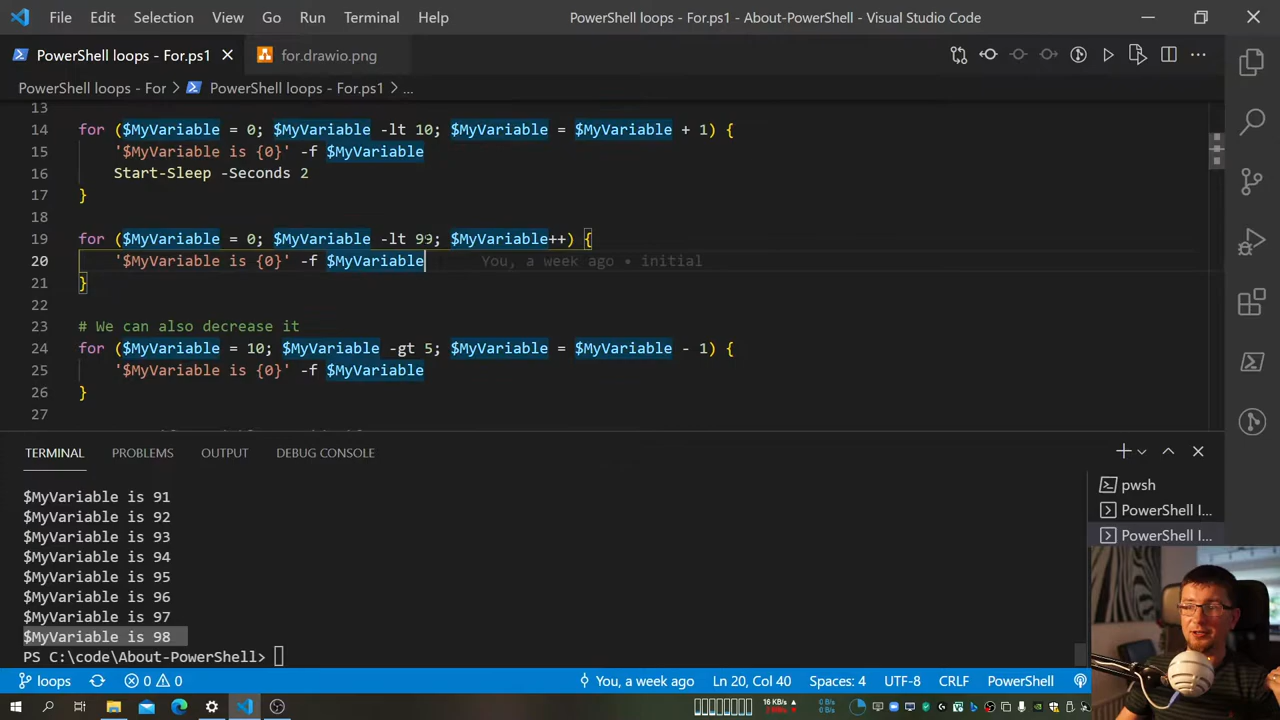 File Edit Selection View Go Run Terminal Help PowerShell loops - For.ps1 - About-PowerShell - Visual Studio Code
PowerShell loops - For.ps1 for.drawio.png
PowerShell loops - For > PowerShell loops - For.ps1 > ...
13
14 for ($MyVariable = 0; $MyVariable -lt 10; $MyVariable = $MyVariable + 1) {
15 '$MyVariable is {0}' -f $MyVariable
16 Start-Sleep -Seconds 2
17 }
18
19 for ($MyVariable = 0; $MyVariable -lt 99; $MyVariable++) {
20 '$MyVariable is {0}' -f $MyVariable You, a week ago • initial
21 }
22
23 # We can also decrease it
24 for ($MyVariable = 10; $MyVariable -gt 5; $MyVariable = $MyVariable - 1) {
25 '$MyVariable is {0}' -f $MyVariable
26 }
27
TERMINAL PROBLEMS OUTPUT DEBUG CONSOLE
$MyVariable is 91
$MyVariable is 92
$MyVariable is 93
$MyVariable is 94
$MyVariable is 95
$MyVariable is 96
$MyVariable is 97
$MyVariable is 98
PS C:\code\About-PowerShell>
pwsh
PowerShell I...
PowerShell I...
loops 0 0 You, a week ago Ln 20, Col 40 Spaces: 4 UTF-8 CRLF PowerShell
16 KB/s
0 B/s
0 B/s